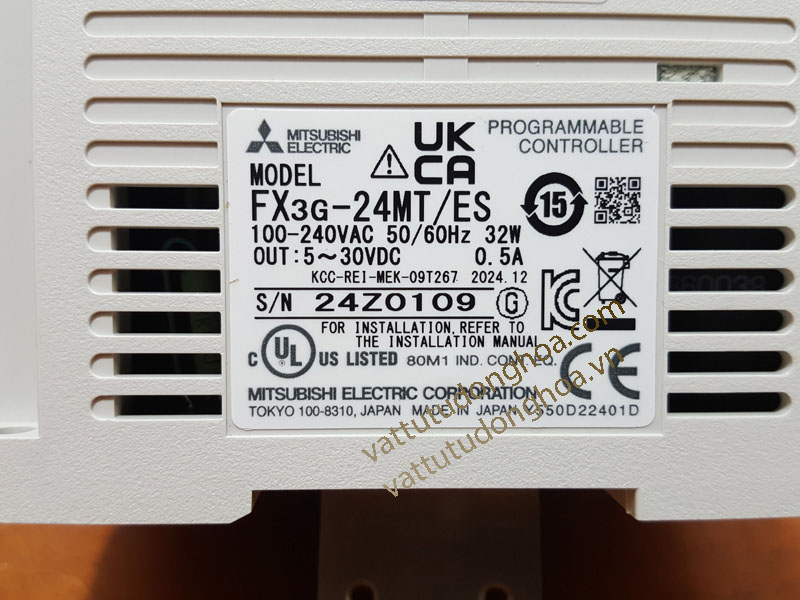 MITSUBISHI
ELECTRIC
UK
CA
PROGRAMMABLE
CONTROLLER
MODEL
FX3G-24MT/ES
15
100-240VAC 50/60Hz 32W
OUT:5～30VDC 0.5A
KCC-REI-MEK-09T267 2024.12
S/N 24Z0109 G
FOR INSTALLATION,REFER TO
THE INSTALLATION MANUAL
C UL US LISTED 80M1 IND. CONT. EQ.
CE
MITSUBISHI ELECTRIC CORPORATION
TOKYO 100-8310, JAPAN MADE IN JAPAN
vattutudonghoa.com
vattutudonghoa.vn